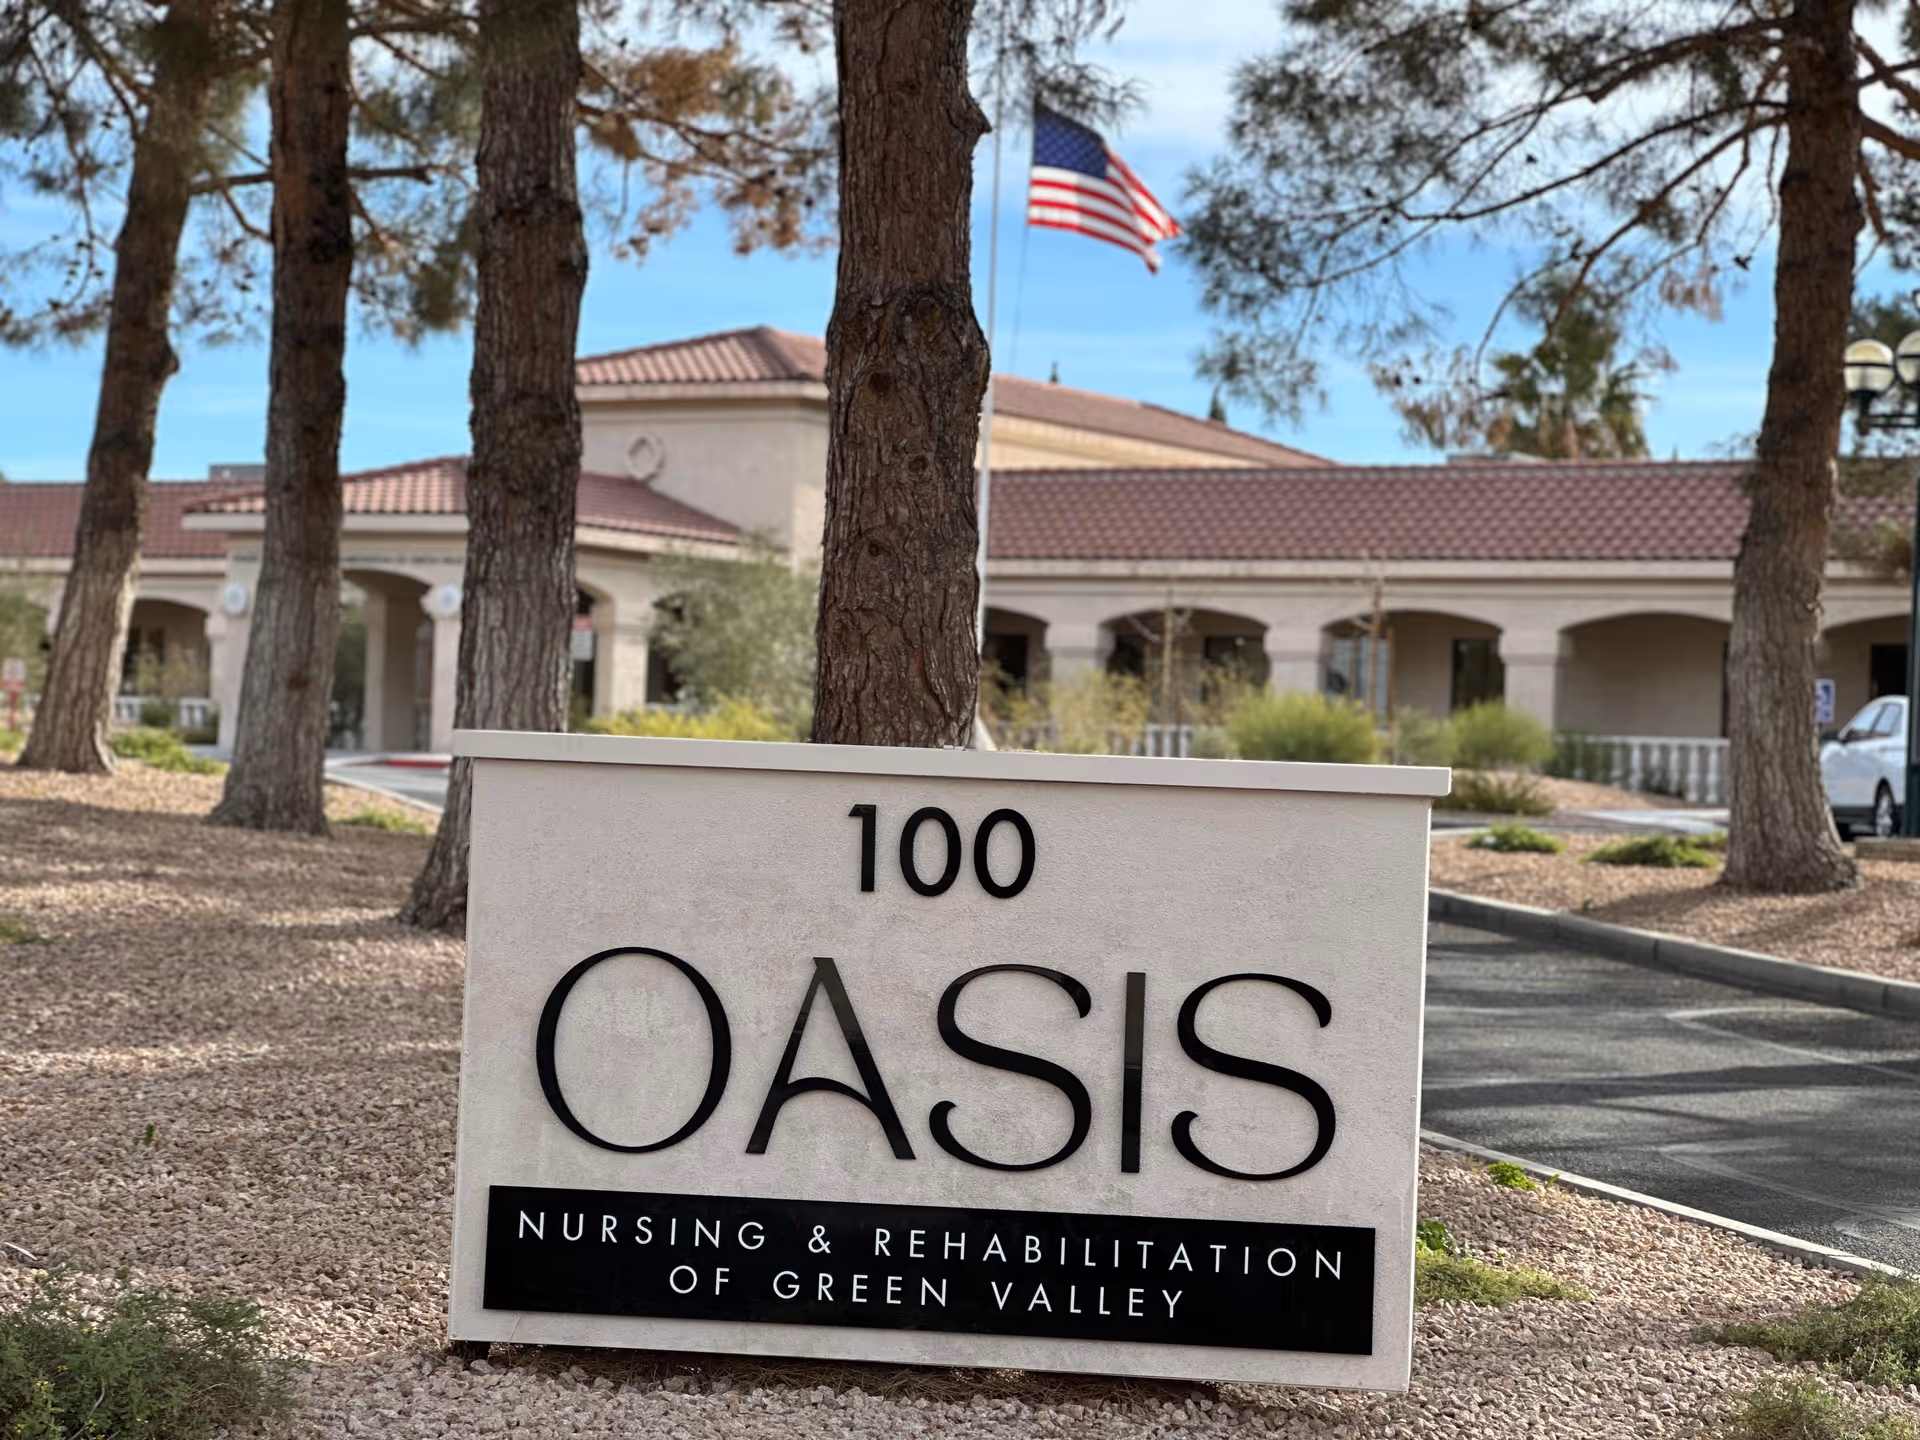 100
OASIS
NURSING & REHABILITATION
OF GREEN VALLEY